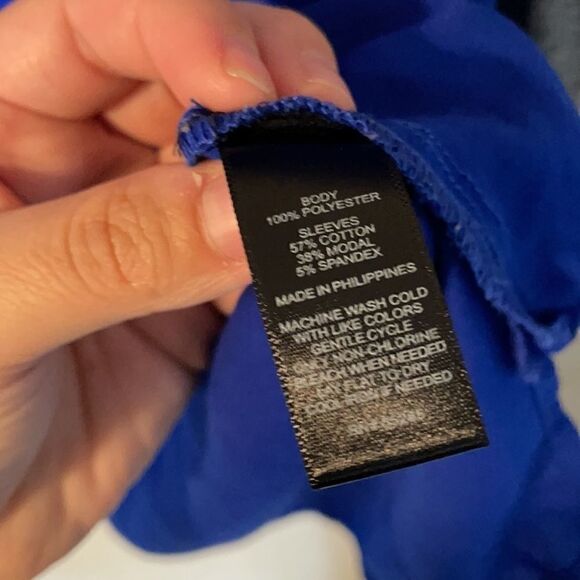 BODY
100% POLYESTER
SLEEVES
57% COTTON
38% MODAL
5% SPANDEX
MADE IN PHILIPPINES
MACHINE WASH COLD
WITH LIKE COLORS
GENTLE CYCLE
ONLY NON-CHLORINE
BLEACH WHEN NEEDED
LAY FLAT TO DRY
COOL IRON IF NEEDED